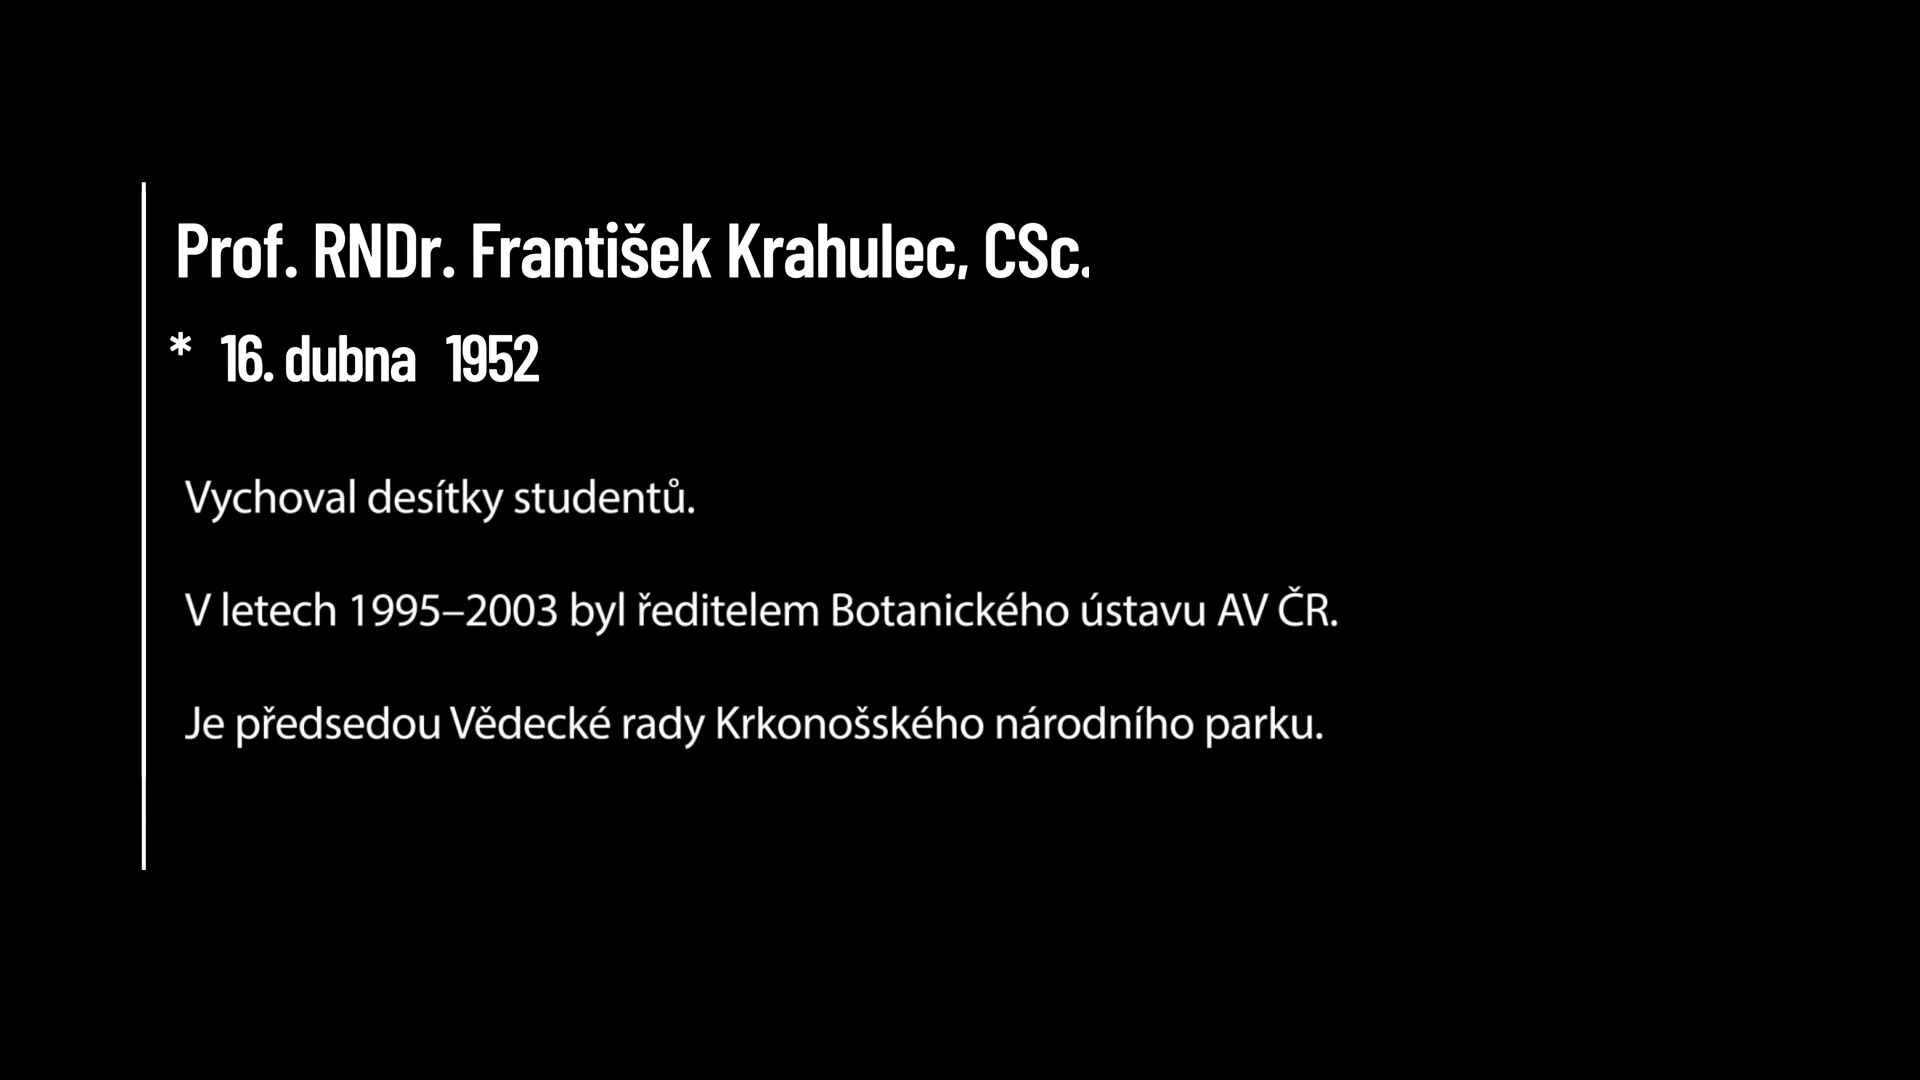 Prof. RNDr. František Krahulec, CSc.
* 16. dubna 1952
Vychoval desítky studentů.
V letech 1995–2003 byl ředitelem Botanického ústavu AV ČR.
Je předsedou Vědecké rady Krkonošského národního parku.